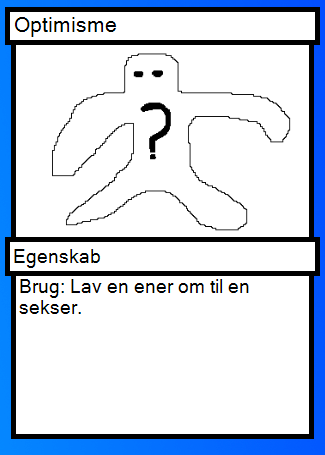 Optimisme
?
Egenskab
Brug: Lav en ener om til en
sekser.